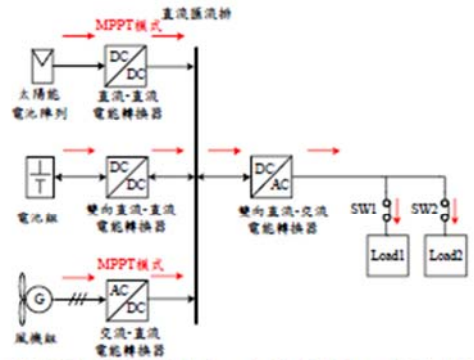 直流匯流排
MPPT模式
DC
DC
太陽能
電池陣列
直流-直流
電能轉換器
DC
DC
電池組
雙向直流-直流
電能轉換器
DC
AC
雙向直流-交流
電能轉換器
SW1
SW2
Load1
Load2
MPPT模式
G
AC
DC
風機組
交流-直流
電能轉換器